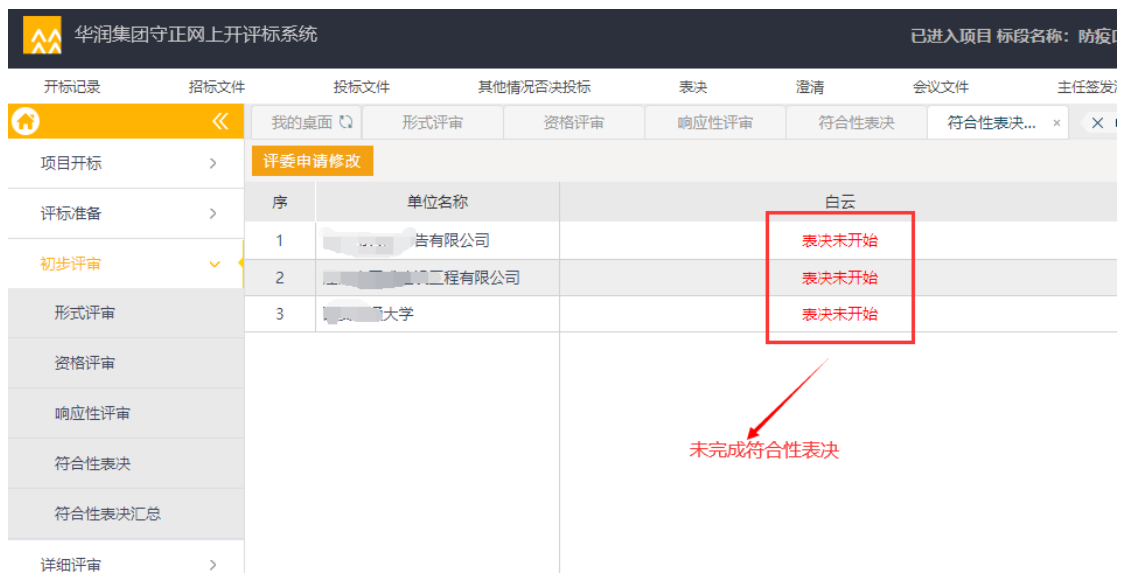 华润集团守正网上开评标系统
已进入项目 标段名称：防疫
开标记录 招标文件 投标文件 其他情况否决投标 表决 澄清 会议文件 主任签发
我的桌面 形式评审 资格评审 响应性评审 符合性表决 符合性表决... × ×
项目开标
评委申请修改
评标准备
序 单位名称 白云
1 告有限公司 表决未开始
初步评审
2 工程有限公司 表决未开始
3 大学 表决未开始
形式评审
资格评审
响应性评审
未完成符合性表决
符合性表决
符合性表决汇总
详细评审